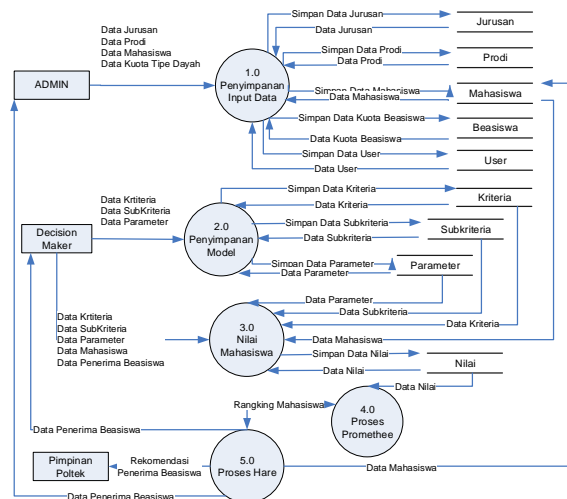 Simpan Data Jurusan
Jurusan
Data Jurusan
Data Jurusan
Data Prodi
Data Mahasiswa
Data Kuota Tipe Dayah
Simpan Data Prodi
Prodi
Data Prodi
ADMIN
1.0
Penyimpanan
Input Data
Simpan Data Mahasiswa
Mahasiswa
Data Mahasiswa
Simpan Data Kuota Beasiswa
Beasiswa
Data Kuota Beasiswa
Simpan Data User
User
Data User
Simpan Data Kriteria
Kriteria
Data Kriteria
Data Krtiteria
Data SubKriteria
Data Parameter
Simpan Data Subkriteria
Subkriteria
Data Subkriteria
Decision
Maker
2.0
Penyimpanan
Model
Simpan Data Parameter
Parameter
Data Parameter
Data Parameter
Data Subkriteria
Data Kriteria
Data Krtiteria
Data SubKriteria
Data Parameter
Data Mahasiswa
Data Penerima Beasiswa
3.0
Nilai
Mahasiswa
Data Mahasiswa
Simpan Data Nilai
Nilai
Data Nilai
Data Nilai
Rangking Mahasiswa
4.0
Proses
Promethee
Data Penerima Beasiswa
Pimpinan
Poltek
Rekomendasi
Penerima Beasiswa
5.0
Proses Hare
Data Mahasiswa
Data Penerima Beasiswa